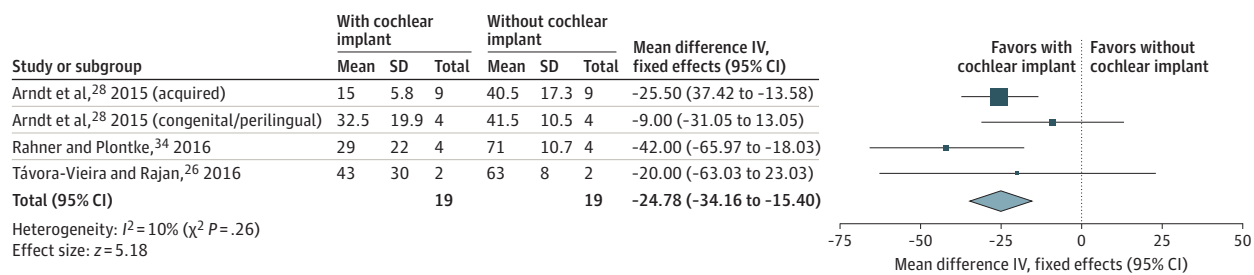 With cochlear implant Without cochlear implant Mean difference IV, fixed effects (95% CI)
Study or subgroup Mean SD Total Mean SD Total
Arndt et al,28 2015 (acquired) 15 5.8 9 40.5 17.3 9 -25.50 (37.42 to -13.58)
Arndt et al,28 2015 (congenital/perilingual) 32.5 19.9 4 41.5 10.5 4 -9.00 (-31.05 to 13.05)
Rahner and Plontke,34 2016 29 22 4 71 10.7 4 -42.00 (-65.97 to -18.03)
Távora-Vieira and Rajan,26 2016 43 30 2 63 8 2 -20.00 (-63.03 to 23.03)
Total (95% CI) 19 19 -24.78 (-34.16 to -15.40)
Heterogeneity: I2 = 10% (χ2 P = .26)
Effect size: z = 5.18
Favors with cochlear implant
Favors without cochlear implant
-75 -50 -25 0 25 50
Mean difference IV, fixed effects (95% CI)